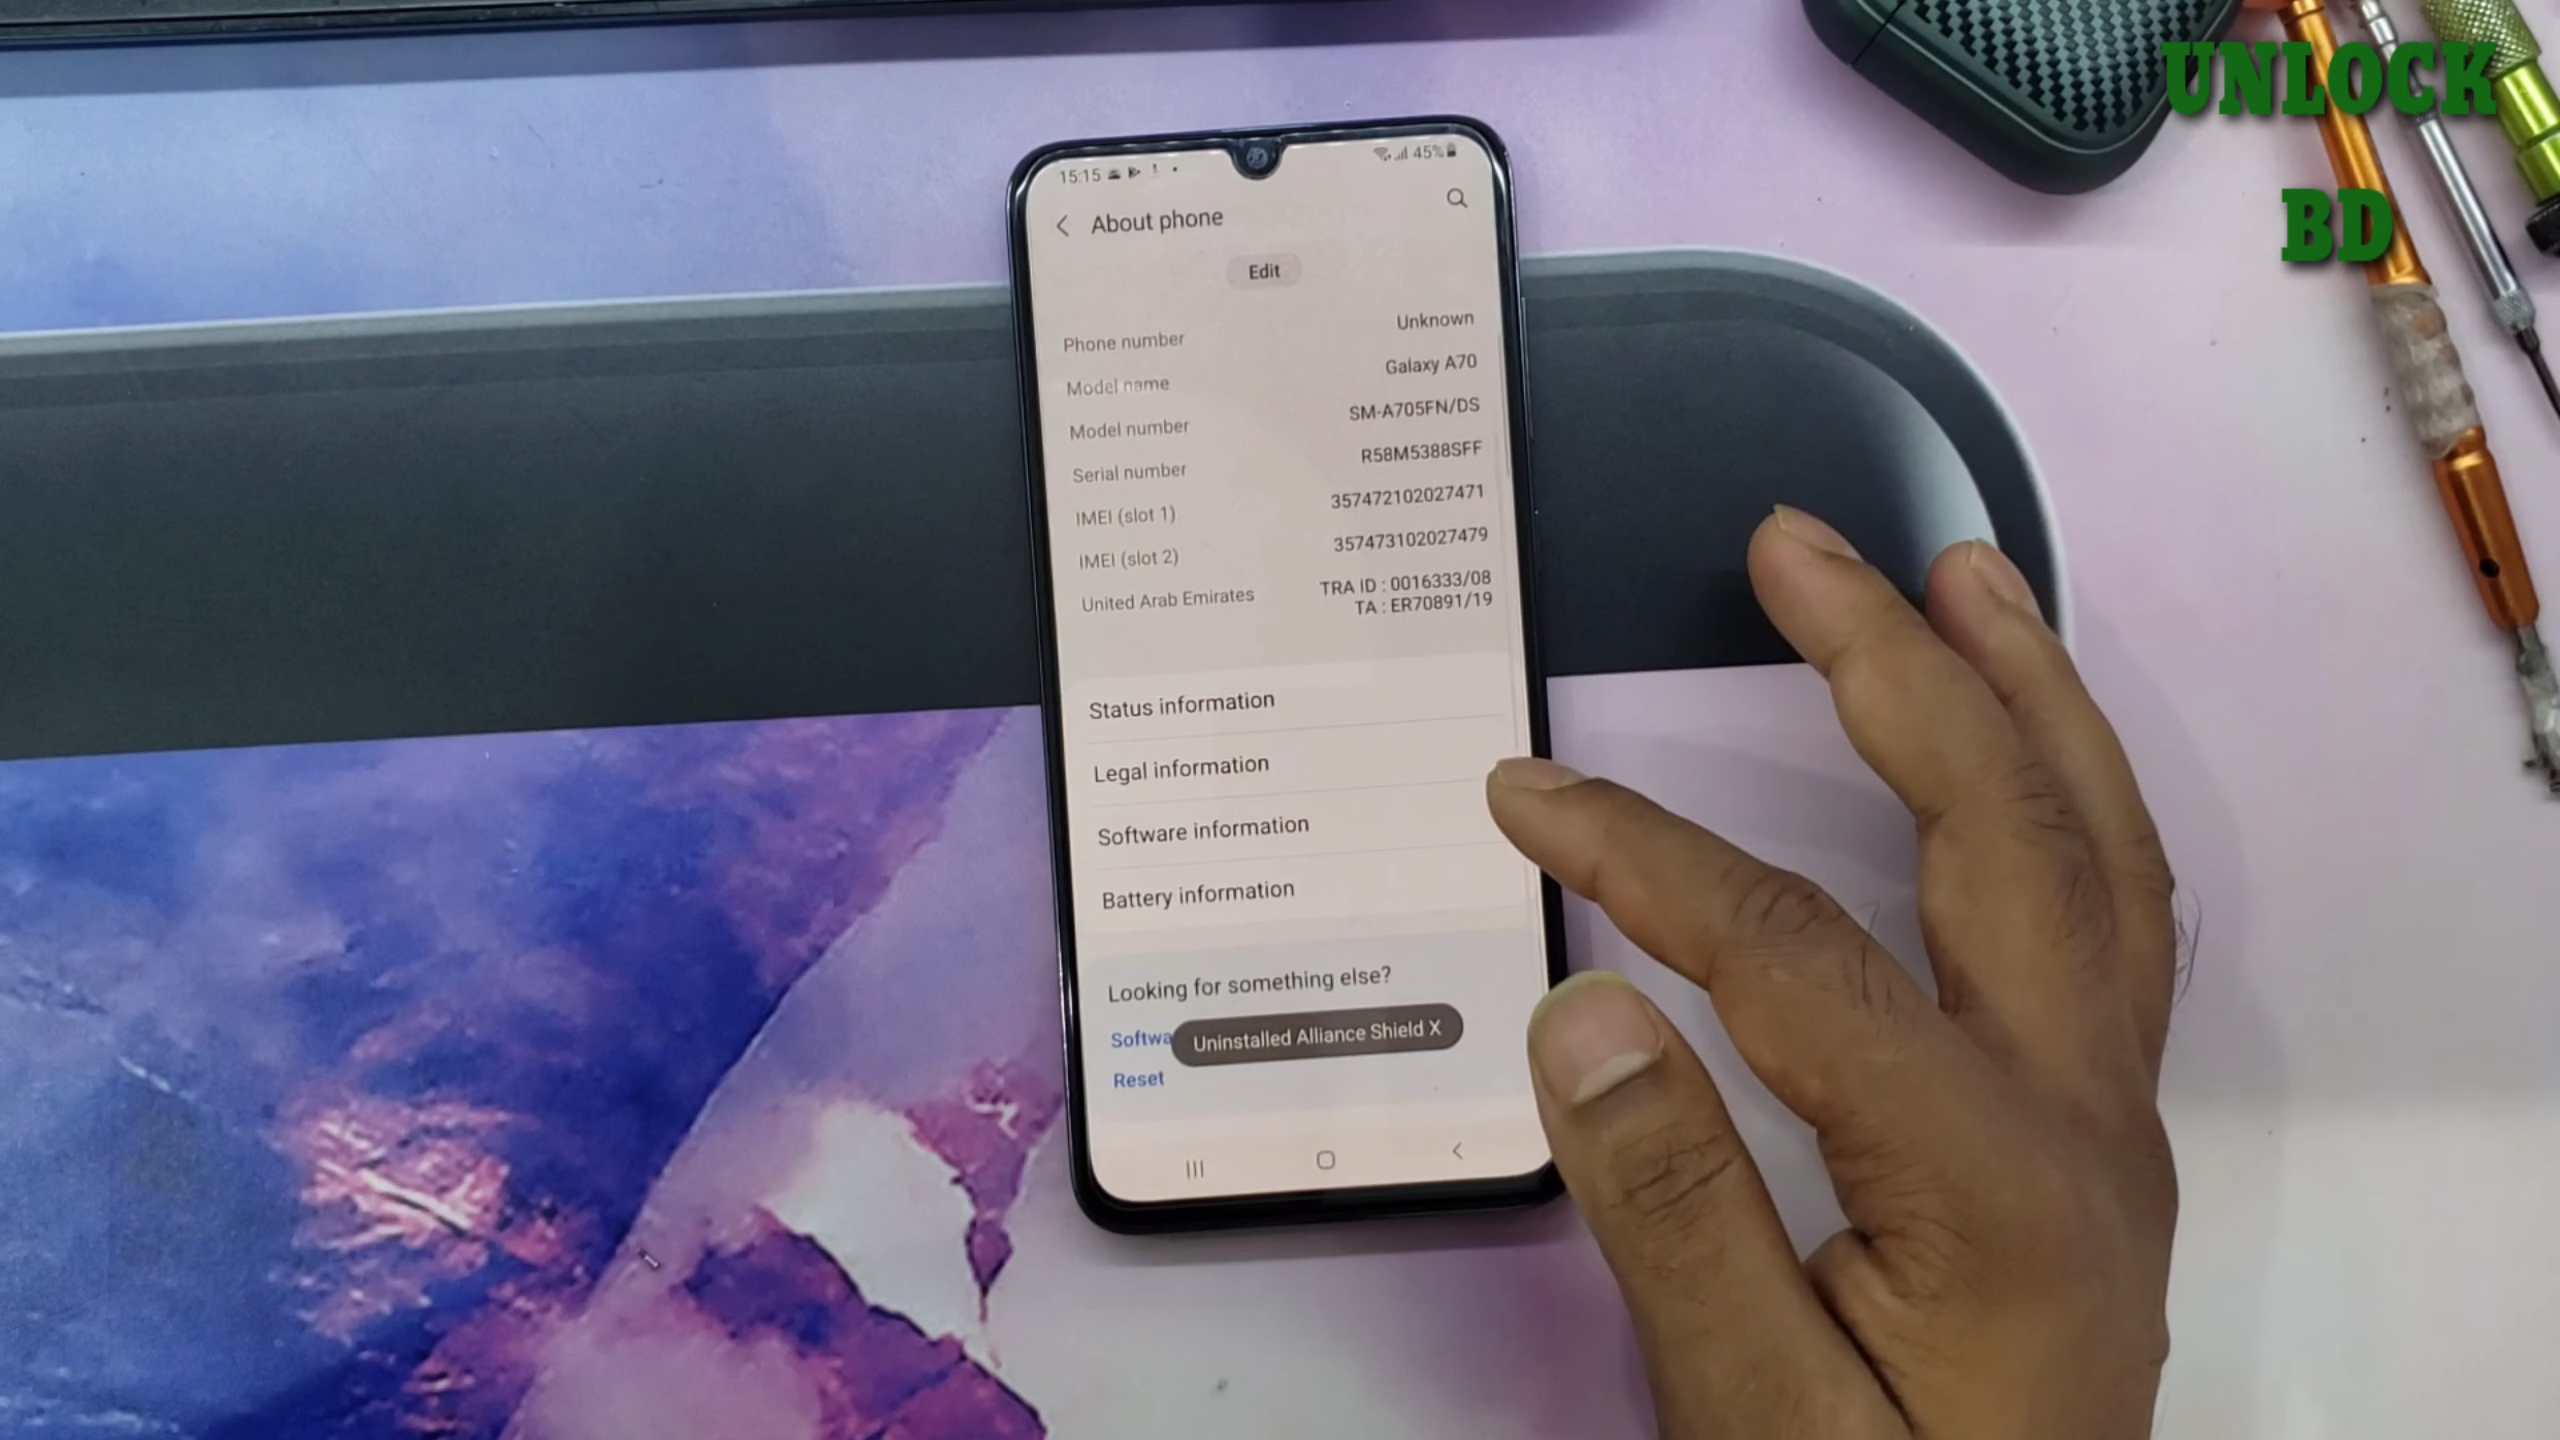 UNLOCK
BD
15:15
45%
About phone
Edit
Phone number Unknown
Model name Galaxy A70
Model number SM-A705FN/DS
Serial number R58M5388SFF
IMEI (slot 1) 357472102027471
IMEI (slot 2) 357473102027479
United Arab Emirates TRA ID : 0016333/08
TA : ER70891/19
Status information
Legal information
Software information
Battery information
Looking for something else?
Softwa
Uninstalled Alliance Shield X
Reset